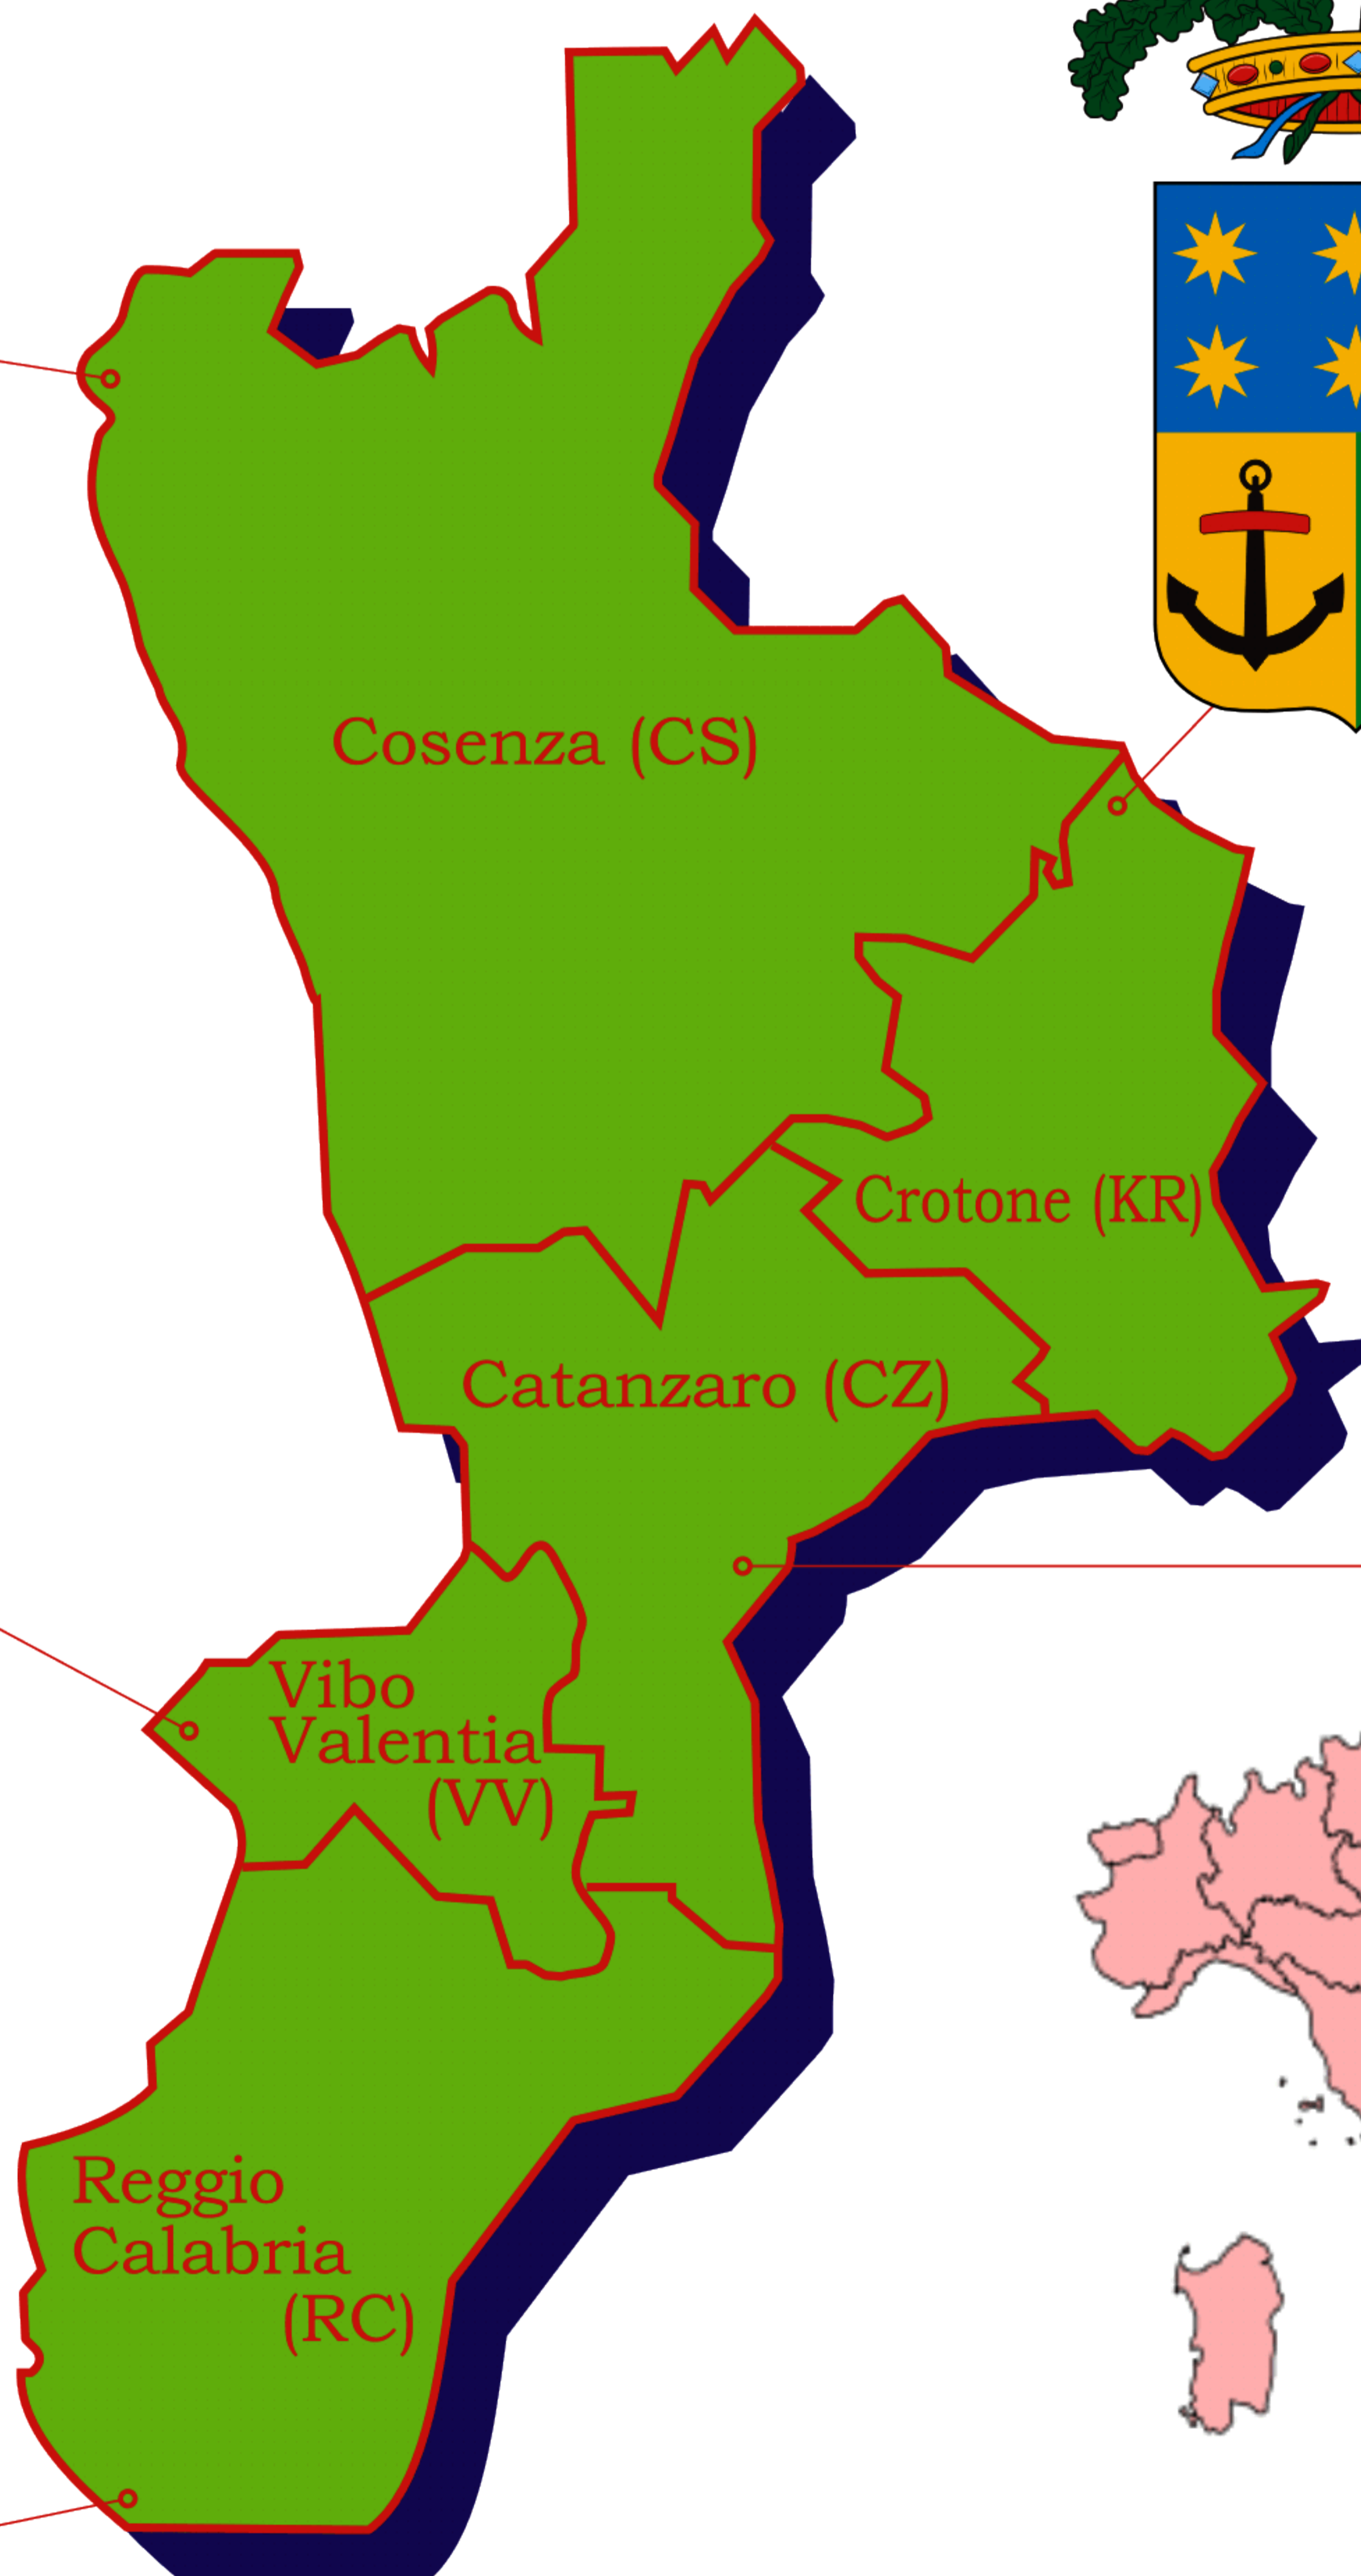 Cosenza (CS)
Crotone (KR)
Catanzaro (CZ)
Vibo
Valentia
(VV)
Reggio
Calabria
(RC)